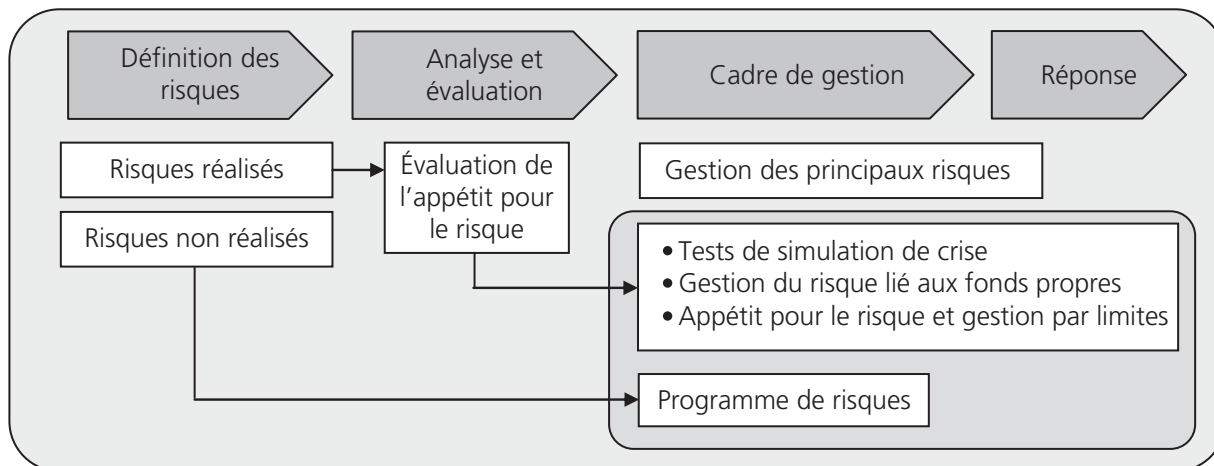 Définition des
risques
Analyse et
évaluation
Cadre de gestion
Réponse
Risques réalisés
Risques non réalisés
Évaluation de
l'appétit pour
le risque
Gestion des principaux risques
• Tests de simulation de crise
• Gestion du risque lié aux fonds propres
• Appétit pour le risque et gestion par limites
Programme de risques